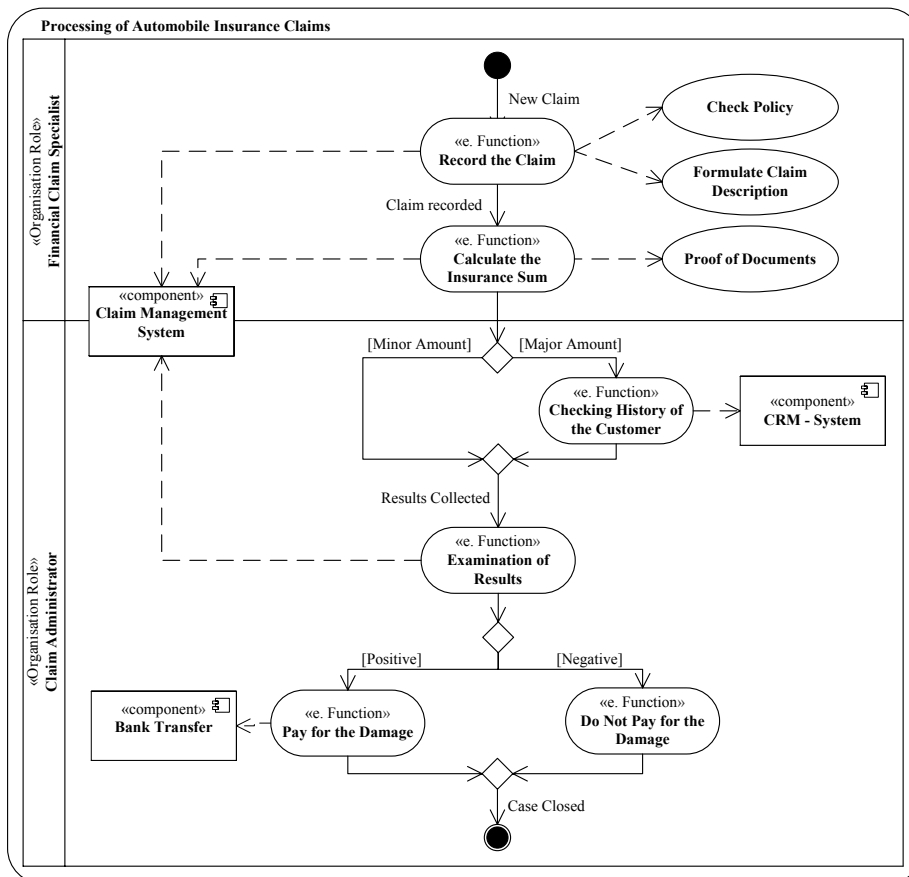 Processing of Automobile Insurance Claims
«Organisation Role»
Financial Claim Specialist
New Claim
«e. Function»
Record the Claim
Check Policy
Formulate Claim
Description
Claim recorded
«e. Function»
Calculate the
Insurance Sum
Proof of Documents
«component»
Claim Management
System
«Organisation Role»
Claim Administrator
[Minor Amount]
[Major Amount]
«e. Function»
Checking History of
the Customer
«component»
CRM - System
Results Collected
«e. Function»
Examination of
Results
[Positive]
[Negative]
«component»
Bank Transfer
«e. Function»
Pay for the Damage
«e. Function»
Do Not Pay for the
Damage
Case Closed